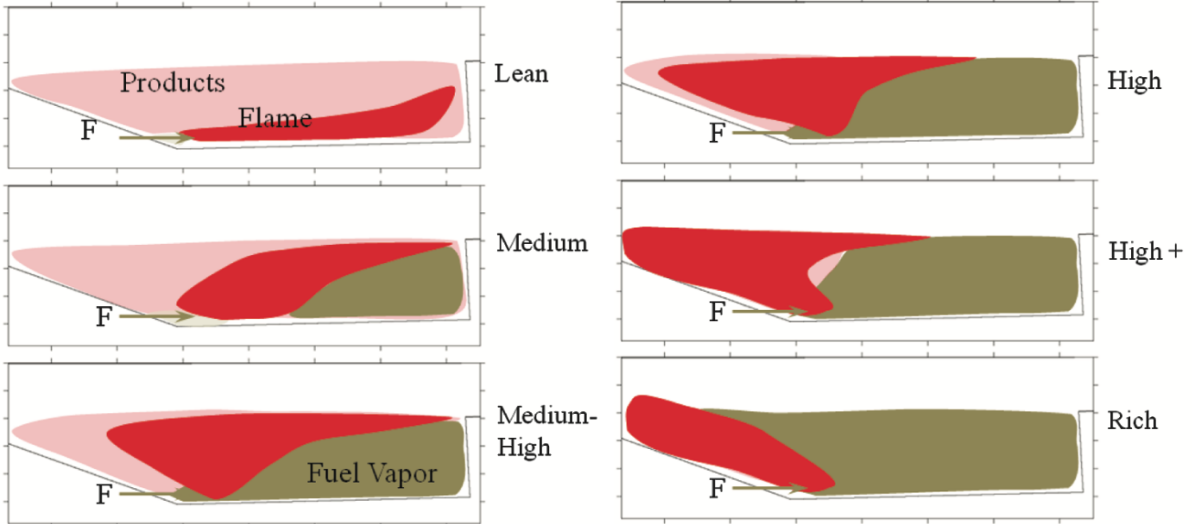 Products
Flame
F
Lean
F
Medium
F
Fuel Vapor
Medium-
High
F
High
F
High +
F
Rich